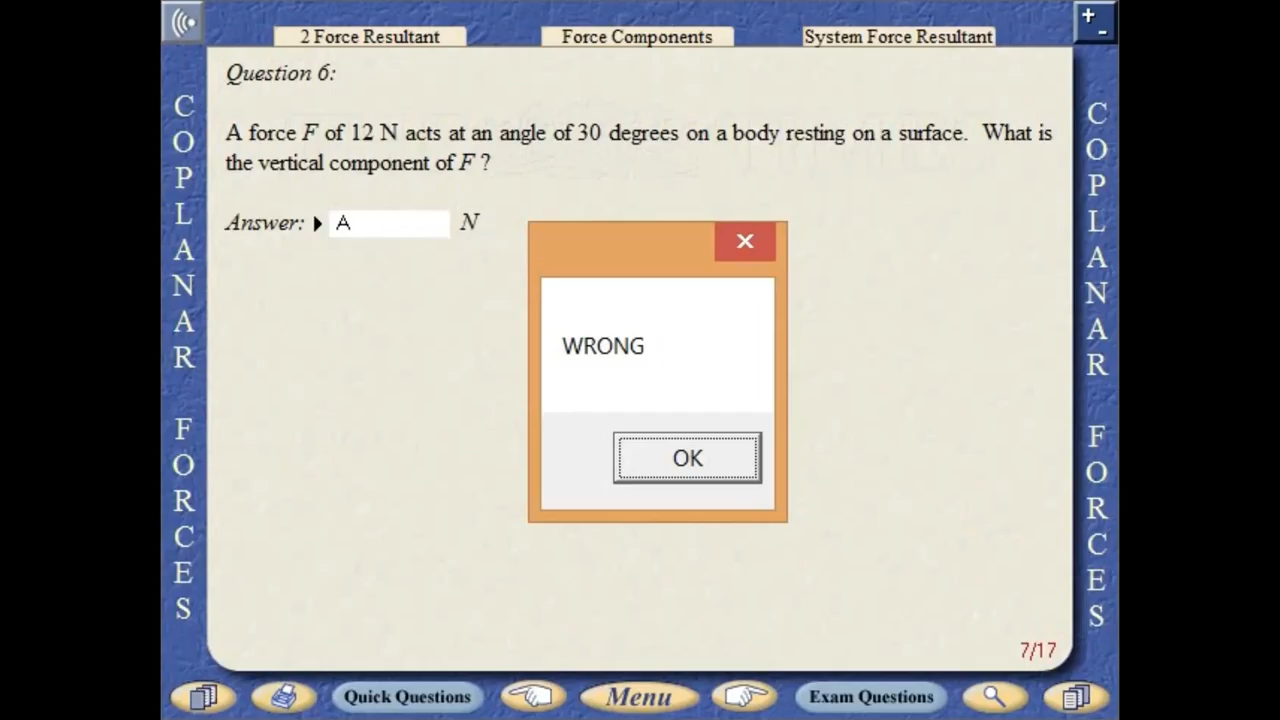 2 Force Resultant
Force Components
System Force Resultant
+
-
COPLANAR FORCES
Question 6:
A force F of 12 N acts at an angle of 30 degrees on a body resting on a surface. What is
the vertical component of F ?
Answer: A N
WRONG
OK
COPLANAR FORCES
7/17
Quick Questions
Menu
Exam Questions